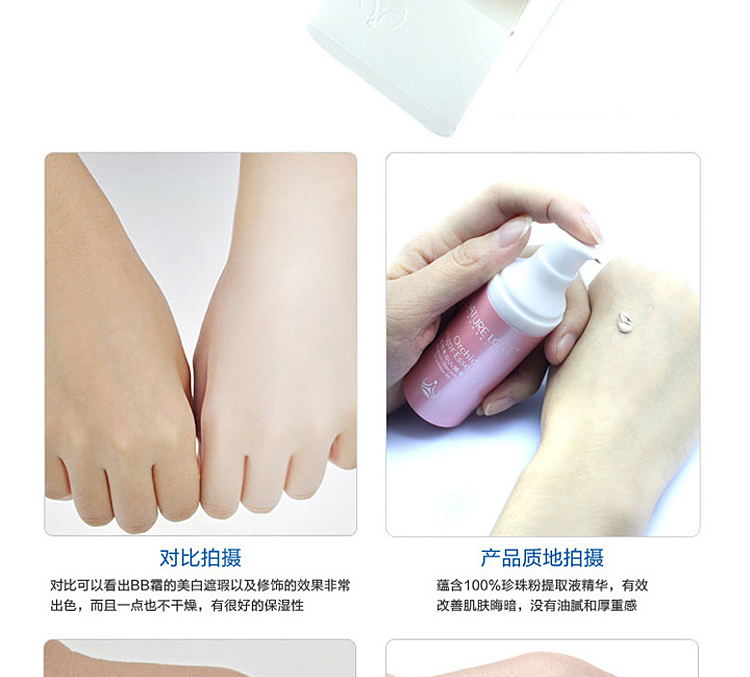 Orchid
对比拍摄
产品质地拍摄
对比可以看出BB霜的美白遮瑕以及修饰的效果非常
出色，而且一点也不干燥，有很好的保湿性
蕴含100%珍珠粉提取液精华，有效
改善肌肤晦暗，没有油腻和厚重感